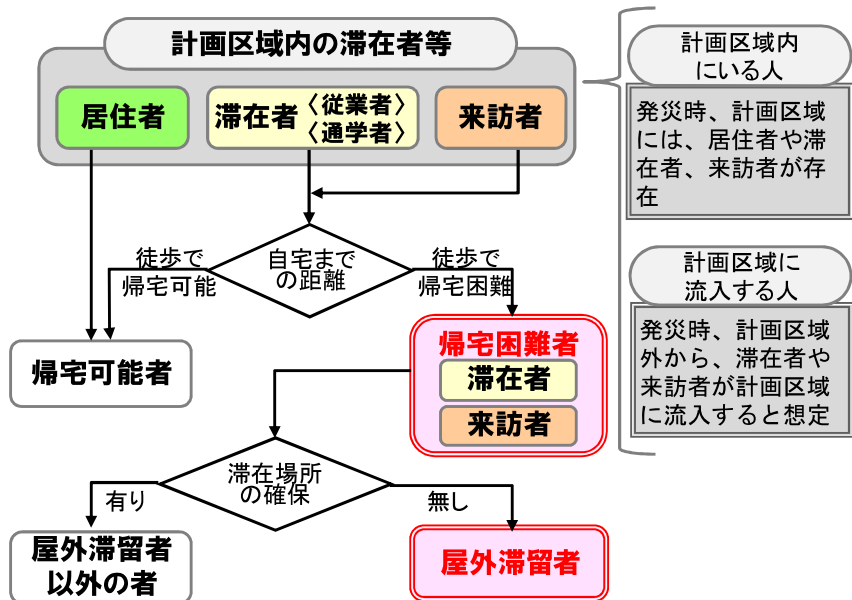 計画区域内の滞在者等
居住者
滞在者〈従業者〉
〈通学者〉
来訪者
自宅まで
の距離
徒歩で
帰宅可能
徒歩で
帰宅困難
帰宅可能者
帰宅困難者
滞在者
来訪者
滞在場所
の確保
有り
無し
屋外滞留者
以外の者
屋外滞留者
計画区域内
にいる人
発災時、計画区域
には、居住者や滞
在者、来訪者が存
在
計画区域に
流入する人
発災時、計画区域
外から、滞在者や
来訪者が計画区域
に流入すると想定